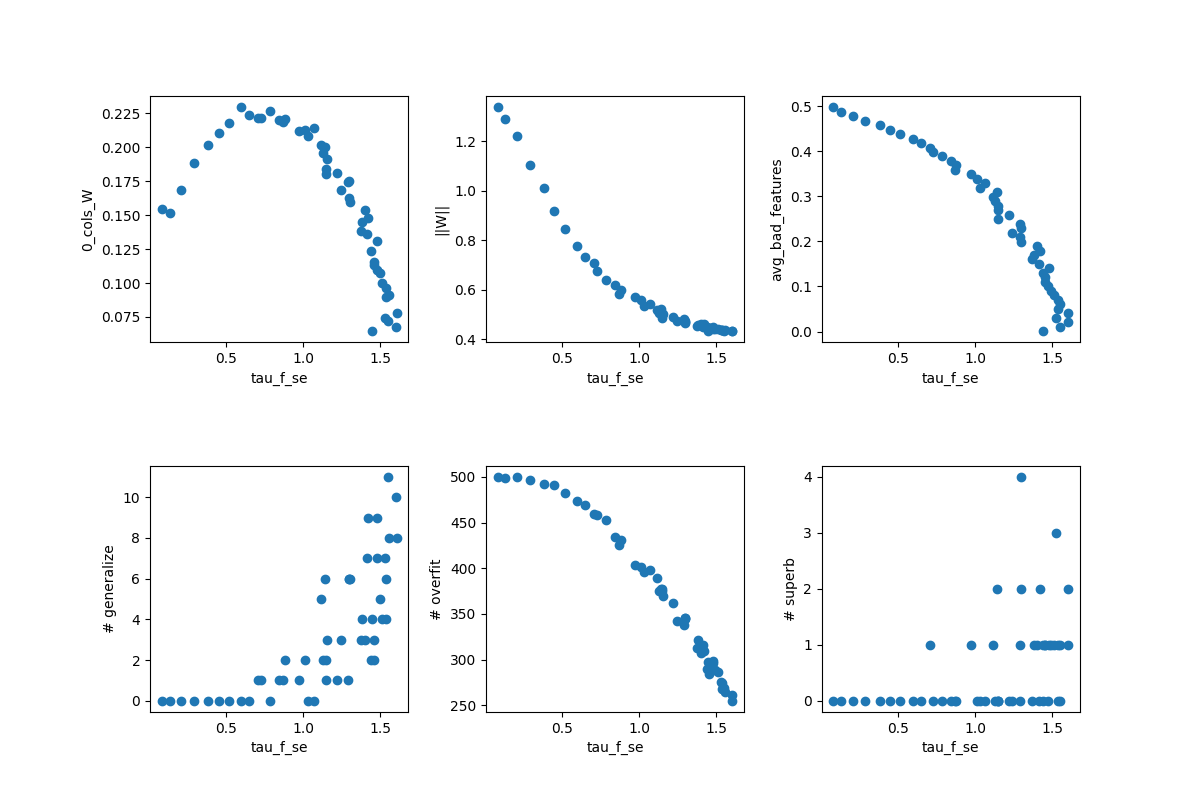 0.225
0.200
0.175
0.150
0.125
0.100
0.075
0_cols_W
0.5 1.0 1.5
tau_f_se
1.2
1.0
0.8
0.6
0.4
||W||
0.5 1.0 1.5
tau_f_se
0.5
0.4
0.3
0.2
0.1
0.0
avg_bad_features
0.5 1.0 1.5
tau_f_se
10
8
6
4
2
0
# generalize
0.5 1.0 1.5
tau_f_se
500
450
400
350
300
250
# overfit
0.5 1.0 1.5
tau_f_se
4
3
2
1
0
# superb
0.5 1.0 1.5
tau_f_se